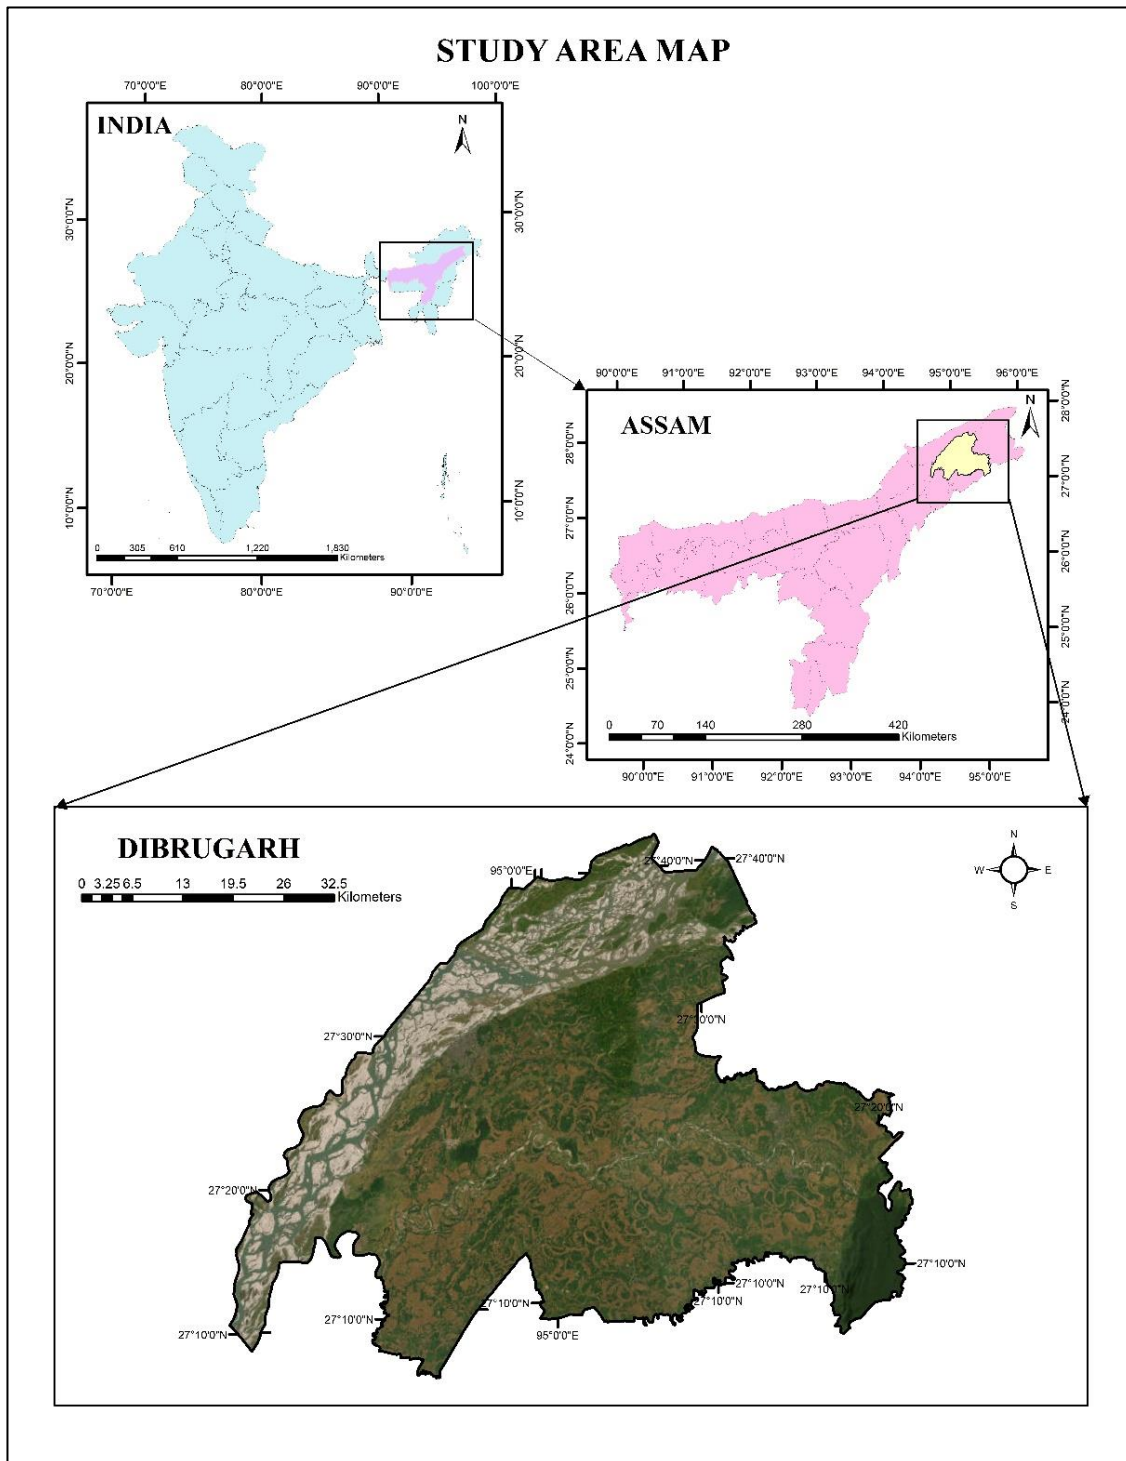 STUDY AREA MAP
70°0'0"E 80°0'0"E 90°0'0"E 100°0'0"E
INDIA
N
30°0'0"N
30°0'0"N
20°0'0"N
20°0'0"N
10°0'0"N
10°0'0"N
0 305 610 1,220 1,830
Kilometers
70°0'0"E 80°0'0"E 90°0'0"E
90°0'0"E 91°0'0"E 92°0'0"E 93°0'0"E 94°0'0"E 95°0'0"E 96°0'0"E
ASSAM
N
28°0'0"N
28°0'0"N
27°0'0"N
27°0'0"N
26°0'0"N
26°0'0"N
25°0'0"N
25°0'0"N
24°0'0"N
24°0'0"N
0 70 140 280 420
Kilometers
90°0'0"E 91°0'0"E 92°0'0"E 93°0'0"E 94°0'0"E 95°0'0"E
DIBRUGARH
0 3.25 6.5 13 19.5 26 32.5
Kilometers
N
W E
S
95°0'0"E
27°40'0"N
27°40'0"N
27°30'0"N
27°20'0"N
27°20'0"N
27°10'0"N
27°10'0"N
27°10'0"N
27°10'0"N
27°10'0"N
27°10'0"N
27°10'0"N
95°0'0"E